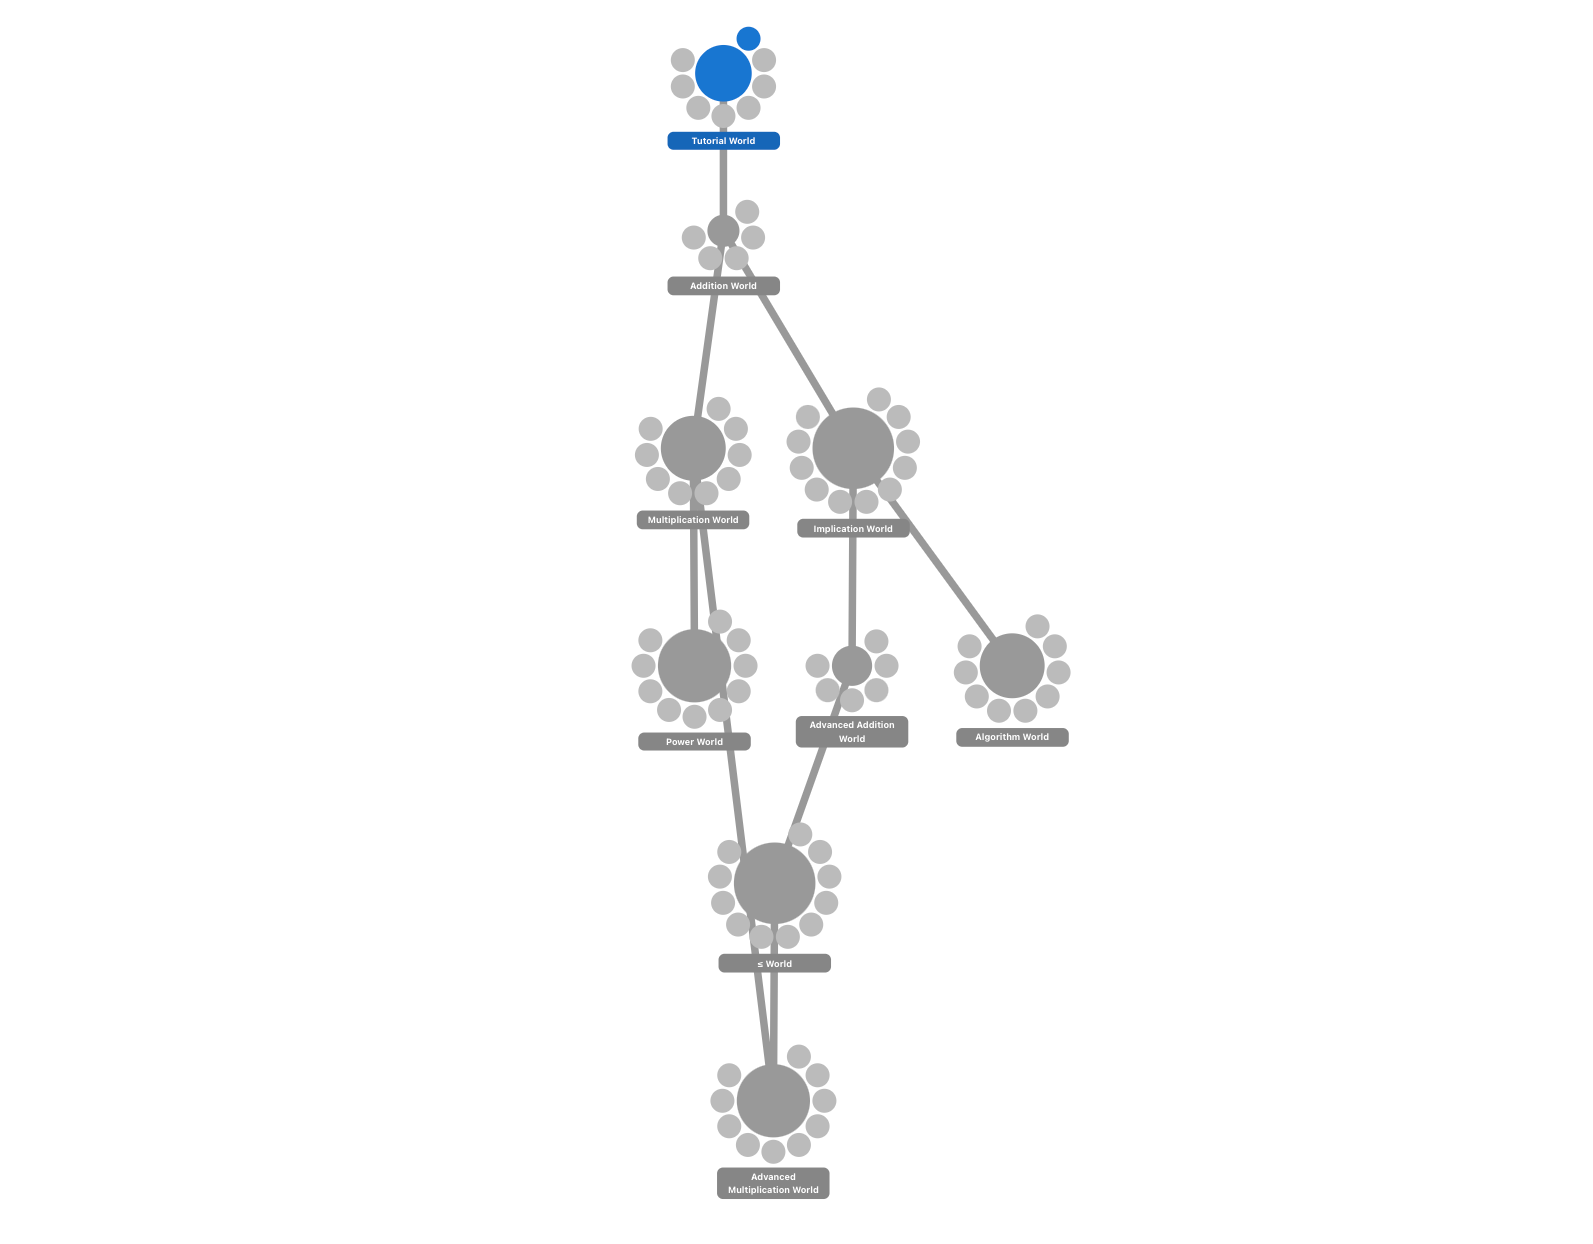 Tutorial World
Addition World
Multiplication World
Implication World
Power World
Advanced Addition
World
Algorithm World
≤ World
Advanced
Multiplication World